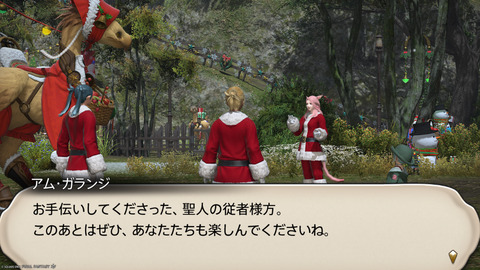 アム・ガランジ
お手伝いしてくださった、聖人の従者様方。
このあとはぜひ、あなたたちも楽しんでくださいね。